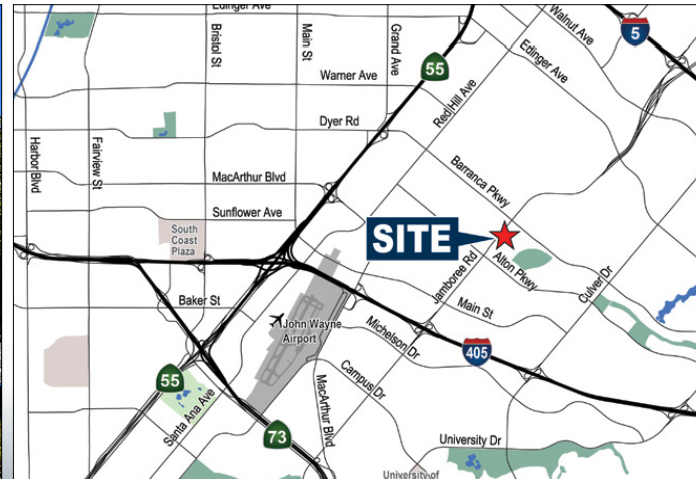 Edinger Ave
Bristol St
Main St
Grand Ave
Walnut Ave
5
55
Edinger Ave
Warner Ave
Red Hill Ave
Dyer Rd
Harbor Blvd
Fairview St
Barranca Pkwy
MacArthur Blvd
Sunflower Ave
South
Coast
Plaza
SITE
Jamboree Rd
Alton Pkwy
Culver Dr
Baker St
Main St
John Wayne
Airport
Michelson Dr
405
55
Santa Ana Ave
MacArthur Blvd
Campus Dr
73
University Dr
University of